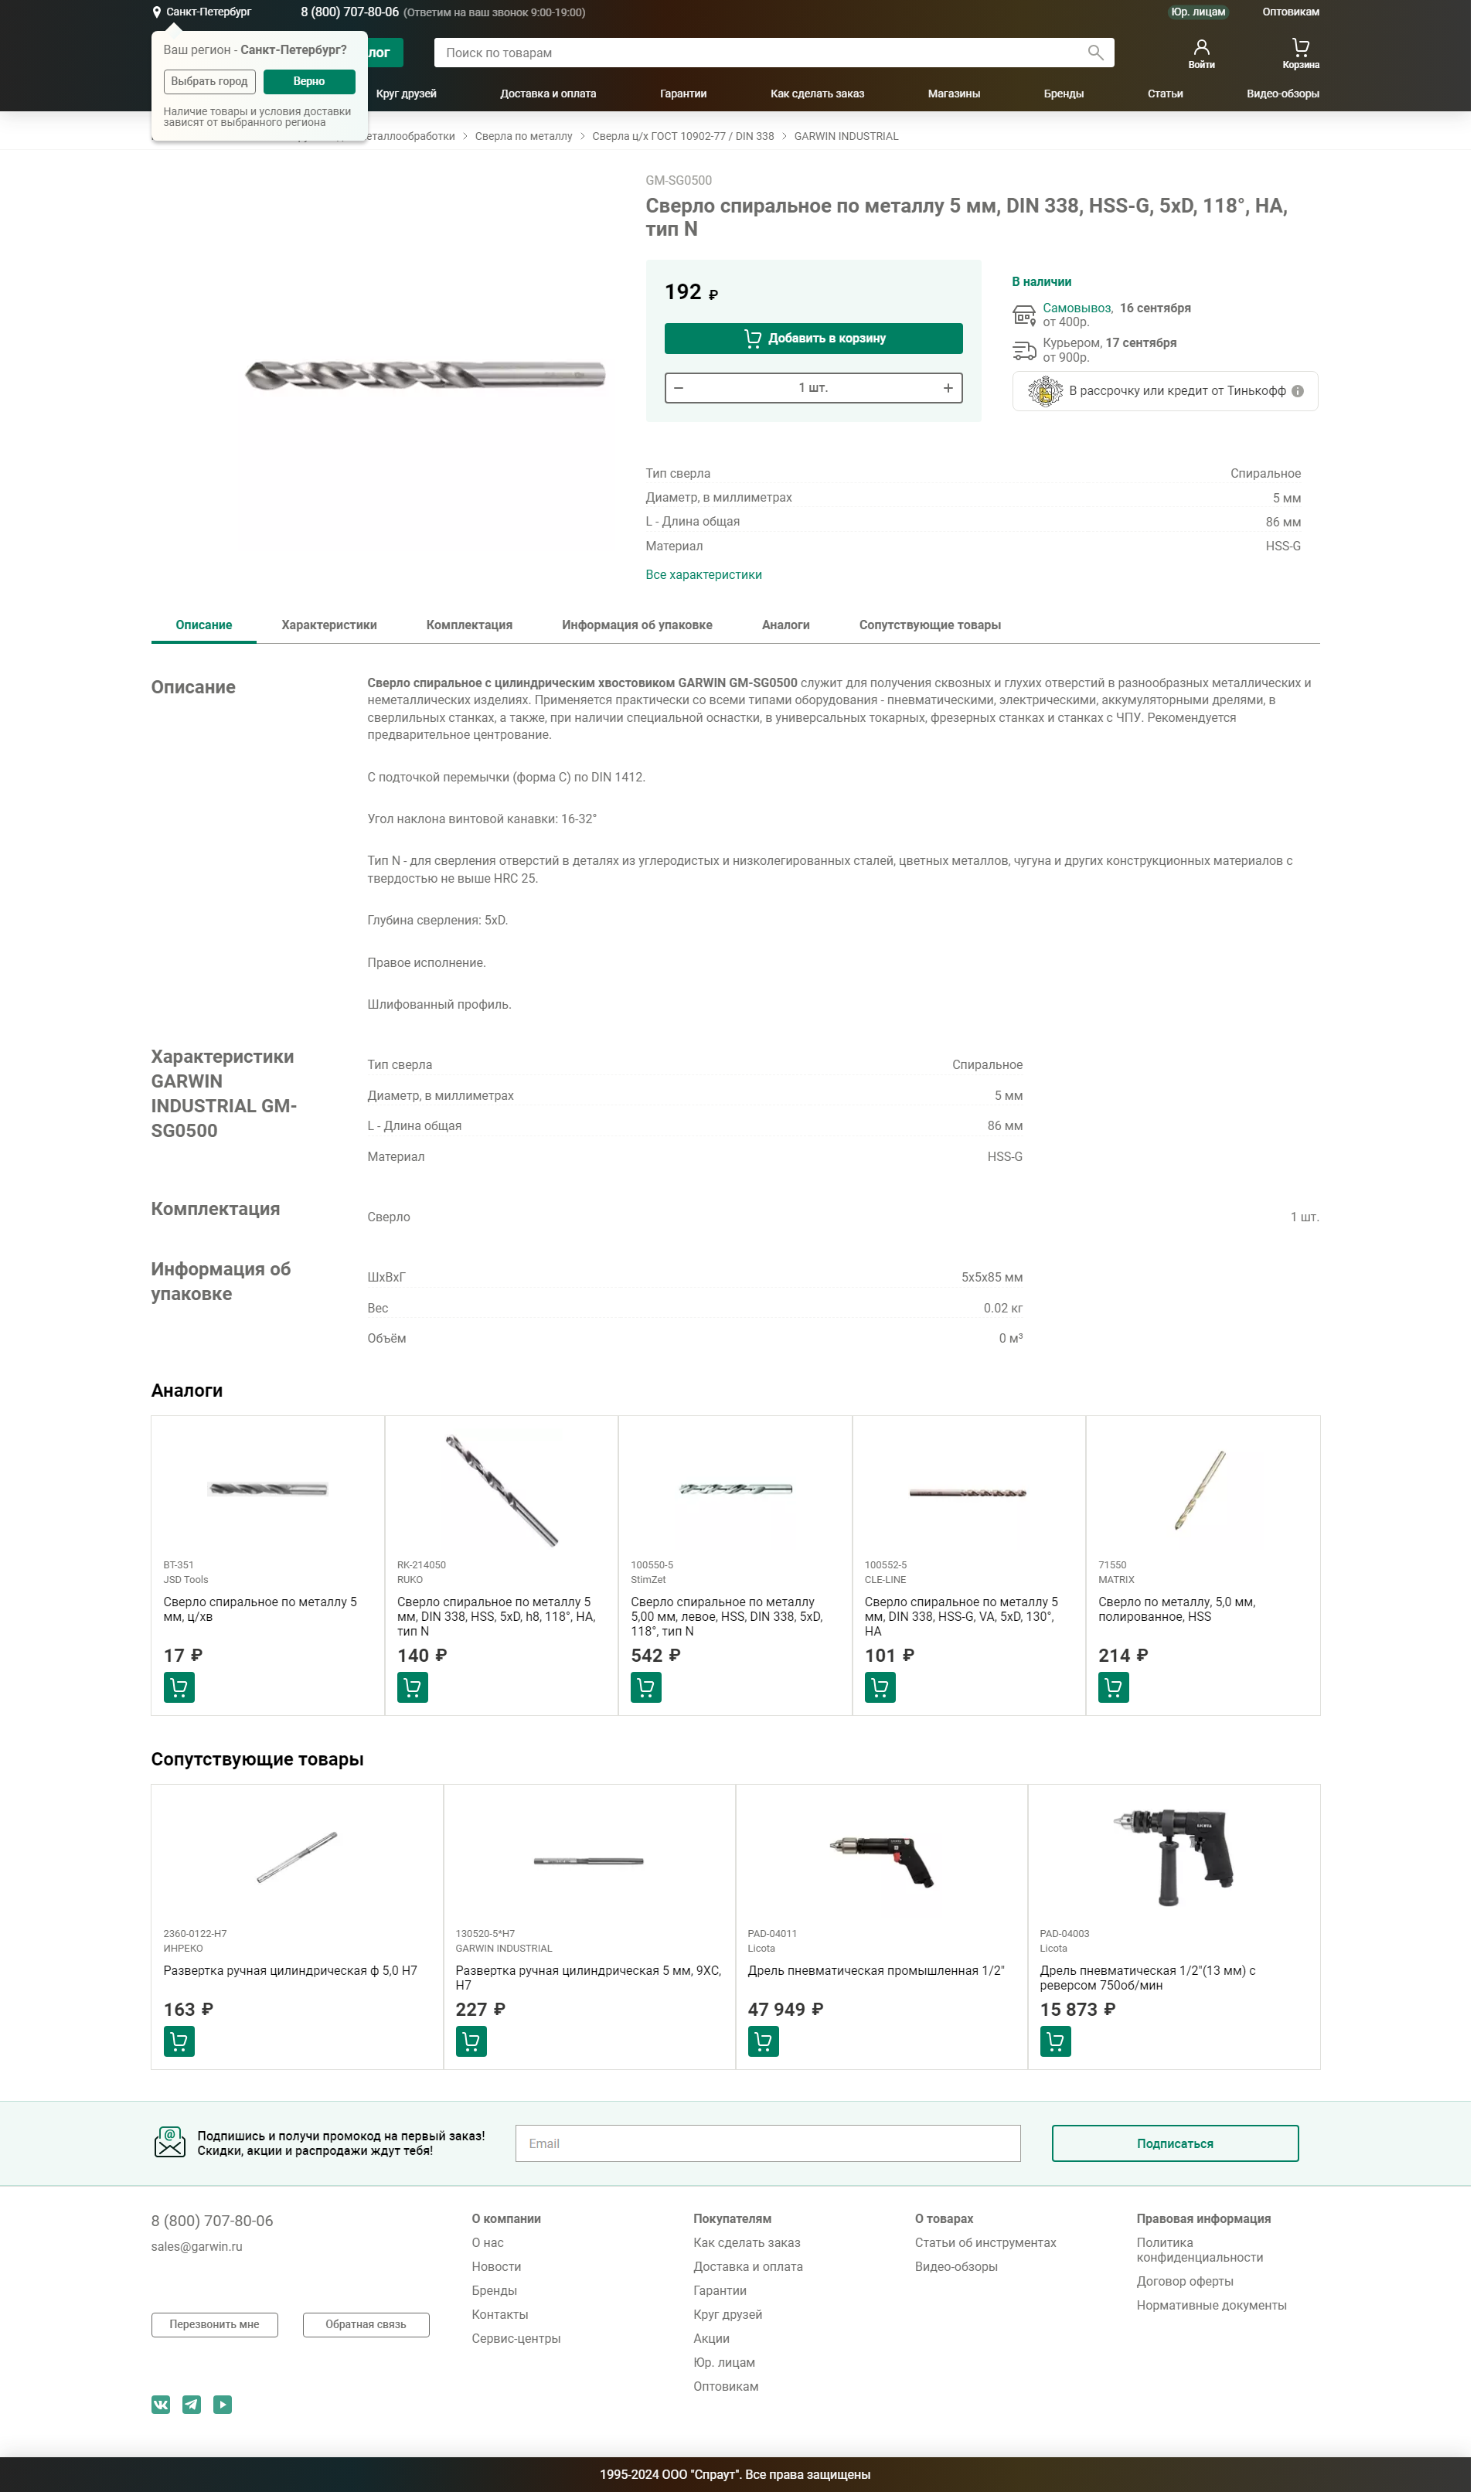 Санкт-Петербург
8 (800) 707-80-06 (Ответим на ваш звонок 9:00-19:00)
Юр. лицам
Оптовикам
Ваш регион - Санкт-Петербург?
Выбрать город
Верно
Наличие товары и условия доставки
зависят от выбранного региона
Поиск по товарам
Войти
Корзина
Круг друзей
Доставка и оплата
Гарантии
Как сделать заказ
Магазины
Бренды
Статьи
Видео-обзоры
Сверла по металлу
Сверла ц/х ГОСТ 10902-77 / DIN 338
GARWIN INDUSTRIAL
GM-SG0500
Сверло спиральное по металлу 5 мм, DIN 338, HSS-G, 5xD, 118°, HA,
тип N
192 ₽
Добавить в корзину
1 шт.
В наличии
Самовывоз, 16 сентября
от 400р.
Курьером, 17 сентября
от 900р.
В рассрочку или кредит от Тинькофф
Тип сверла Спиральное
Диаметр, в миллиметрах 5 мм
L - Длина общая 86 мм
Материал HSS-G
Все характеристики
Описание
Характеристики
Комплектация
Информация об упаковке
Аналоги
Сопутствующие товары
Описание
Сверло спиральное с цилиндрическим хвостовиком GARWIN GM-SG0500 служит для получения сквозных и глухих отверстий в разнообразных металлических и
неметаллических изделиях. Применяется практически со всеми типами оборудования - пневматическими, электрическими, аккумуляторными дрелями, в
сверлильных станках, а также, при наличии специальной оснастки, в универсальных токарных, фрезерных станках и станках с ЧПУ. Рекомендуется
предварительное центрование.
С подточкой перемычки (форма С) по DIN 1412.
Угол наклона винтовой канавки: 16-32°
Тип N - для сверления отверстий в деталях из углеродистых и низколегированных сталей, цветных металлов, чугуна и других конструкционных материалов с
твердостью не выше HRC 25.
Глубина сверления: 5xD.
Правое исполнение.
Шлифованный профиль.
Характеристики
GARWIN
INDUSTRIAL GM-
SG0500
Тип сверла Спиральное
Диаметр, в миллиметрах 5 мм
L - Длина общая 86 мм
Материал HSS-G
Комплектация
Сверло 1 шт.
Информация об
упаковке
ШхВхГ 5x5x85 мм
Вес 0.02 кг
Объём 0 м³
Аналоги
BT-351
JSD Tools
Сверло спиральное по металлу 5
мм, ц/хв
17 ₽
RK-214050
RUKO
Сверло спиральное по металлу 5
мм, DIN 338, HSS, 5xD, h8, 118°, HA,
тип N
140 ₽
100550-5
StimZet
Сверло спиральное по металлу
5,00 мм, левое, HSS, DIN 338, 5xD,
118°, тип N
542 ₽
100552-5
CLE-LINE
Сверло спиральное по металлу 5
мм, DIN 338, HSS-G, VA, 5xD, 130°,
HA
101 ₽
71550
MATRIX
Сверло по металлу, 5,0 мм,
полированное, HSS
214 ₽
Сопутствующие товары
2360-0122-H7
ИНРЕКО
Развертка ручная цилиндрическая ф 5,0 H7
163 ₽
130520-5*H7
GARWIN INDUSTRIAL
Развертка ручная цилиндрическая 5 мм, 9ХС,
H7
227 ₽
PAD-04011
Licota
Дрель пневматическая промышленная 1/2"
47 949 ₽
PAD-04003
Licota
Дрель пневматическая 1/2"(13 мм) с
реверсом 750об/мин
15 873 ₽
Подпишись и получи промокод на первый заказ!
Скидки, акции и распродажи ждут тебя!
Email
Подписаться
8 (800) 707-80-06
sales@garwin.ru
Перезвонить мне
Обратная связь
О компании
О нас
Новости
Бренды
Контакты
Сервис-центры
Покупателям
Как сделать заказ
Доставка и оплата
Гарантии
Круг друзей
Акции
Юр. лицам
Оптовикам
О товарах
Статьи об инструментах
Видео-обзоры
Правовая информация
Политика
конфиденциальности
Договор оферты
Нормативные документы
1995-2024 ООО "Спраут". Все права защищены